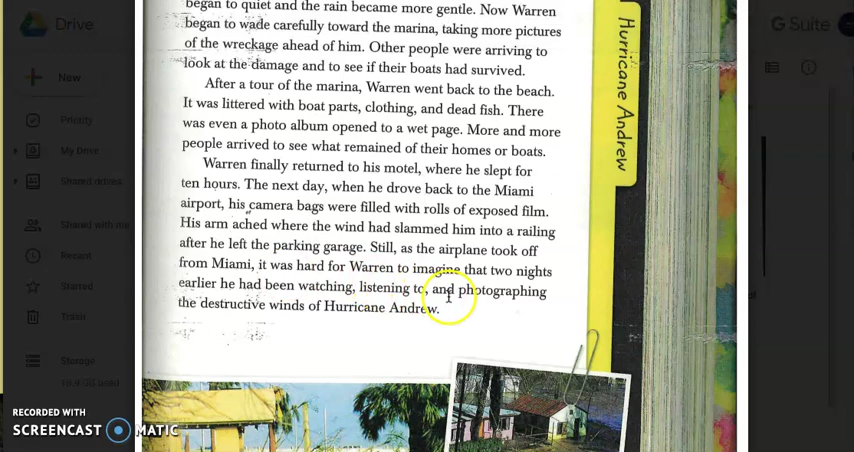 began to quiet and the rain became more gentle. Now Warren
began to wade carefully toward the marina, taking more pictures
of the wreckage ahead of him. Other people were arriving to
look at the damage and to see if their boats had survived.
After a tour of the marina, Warren went back to the beach.
It was littered with boat parts, clothing, and dead fish. There
was even a photo album opened to a wet page. More and more
people arrived to see what remained of their homes or boats.
Warren finally returned to his motel, where he slept for
ten hours. The next day, when he drove back to the Miami
airport, his camera bags were filled with rolls of exposed film.
His arm ached where the wind had slammed him into a railing
after he left the parking garage. Still, as the airplane took off
from Miami, it was hard for Warren to imagine that two nights
earlier he had been watching, listening to, and photographing
the destructive winds of Hurricane Andrew.
Hurricane Andrew
Drive
New
Priority
My Drive
Shared drives
Shared with me
Recent
Starred
Trash
Storage
G Suite
RECORDED WITH
SCREENCAST MATIC